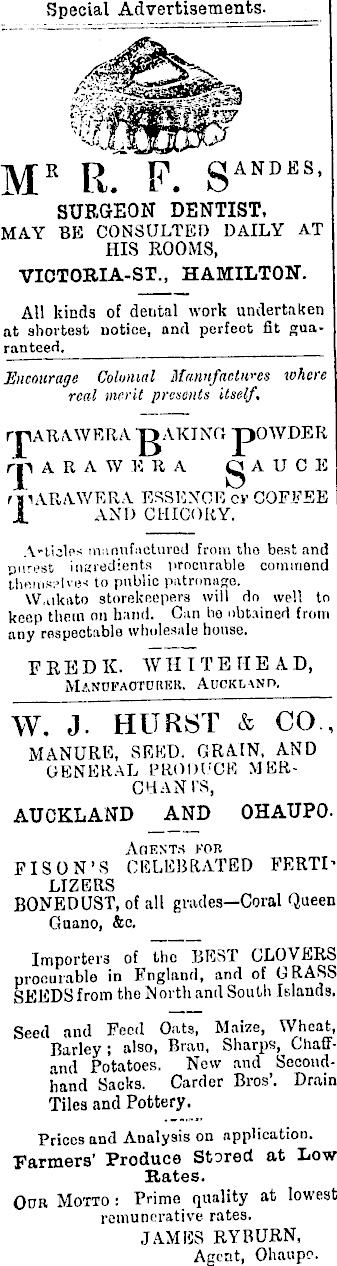 Special Advertisements.
MR R. F. SANDES,
SURGEON DENTIST,
MAY BE CONSULTED DAILY AT
HIS ROOMS,
VICTORIA-ST., HAMILTON.
All kinds of dental work undertaken
at shortest notice, and perfect fit gua-
ranteed.
Encourage Colonial Manufactures where
real merit presents itself.
TARAWERA BAKING POWDER
TARAWERA SAUCE
TARAWERA ESSENCE OF COFFEE
AND CHICORY.
Articles manufactured from the best and
purest ingredients procurable commend
themselves to public patronage.
Waikato storekeepers will do well to
keep them on hand. Can be obtained from
any respectable wholesale house.
FREDK. WHITEHEAD,
MANUFACTURER, AUCKLAND.
W. J. HURST & CO.,
MANURE, SEED, GRAIN, AND
GENERAL PRODUCE MER-
CHANTS,
AUCKLAND AND OHAUPO.
AGENTS FOR
FISON'S CELEBRATED FERTI-
LIZERS
BONEDUST, of all grades—Coral Queen
Guano, &c.
Importers of the BEST CLOVERS
procurable in England, and of GRASS
SEEDS from the North and South Islands.
Seed and Feed Oats, Maize, Wheat,
Barley; also, Bran, Sharps, Chaff-
and Potatoes. New and Second-
hand Sacks. Carder Bros'. Drain
Tiles and Pottery.
Prices and Analysis on application.
Farmers' Produce Stored at Low
Rates.
OUR MOTTO: Prime quality at lowest
remunerative rates.
JAMES RYBURN,
Agent, Ohaupo.